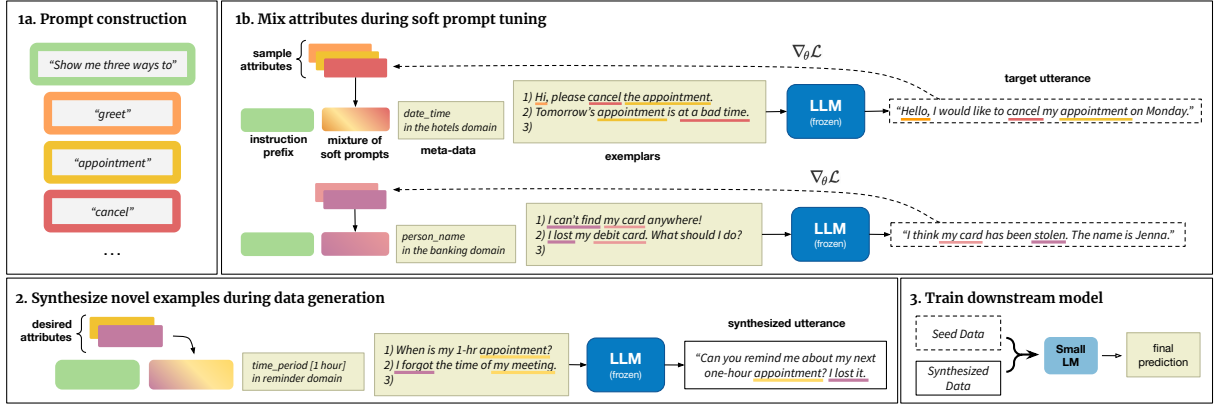 1a. Prompt construction
“Show me three ways to”
“greet”
“appointment”
“cancel”
...
1b. Mix attributes during soft prompt tuning
sample
attributes
∇θℒ
target utterance
instruction
prefix
mixture of
soft prompts
date_time
in the hotels domain
meta-data
1) Hi, please cancel the appointment.
2) Tomorrow’s appointment is at a bad time.
3)
exemplars
LLM
(frozen)
“Hello, I would like to cancel my appointment on Monday.”
∇θℒ
person_name
in the banking domain
1) I can’t find my card anywhere!
2) I lost my debit card. What should I do?
3)
LLM
(frozen)
“I think my card has been stolen. The name is Jenna.”
2. Synthesize novel examples during data generation
desired
attributes
time_period [1 hour]
in reminder domain
1) When is my 1-hr appointment?
2) I forgot the time of my meeting.
3)
LLM
(frozen)
synthesized utterance
“Can you remind me about my next
one-hour appointment? I lost it.
3. Train downstream model
Seed Data
Synthesized
Data
Small
LM
final
prediction